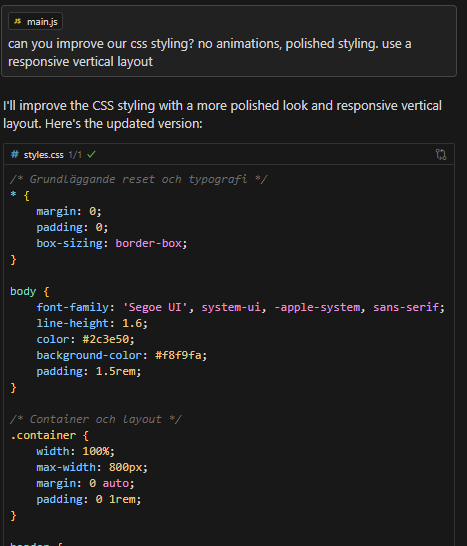 JS main.js
can you improve our css styling? no animations, polished styling. use a
responsive vertical layout
I'll improve the CSS styling with a more polished look and responsive vertical
layout. Here's the updated version:
# styles.css 1/1
/* Grundläggande reset och typografi */
* {
    margin: 0;
    padding: 0;
    box-sizing: border-box;
}
body {
    font-family: 'Segoe UI', system-ui, -apple-system, sans-serif;
    line-height: 1.6;
    color: #2c3e50;
    background-color: #f8f9fa;
    padding: 1.5rem;
}
/* Container och layout */
.container {
    width: 100%;
    max-width: 800px;
    margin: 0 auto;
    padding: 0 1rem;
}
header {